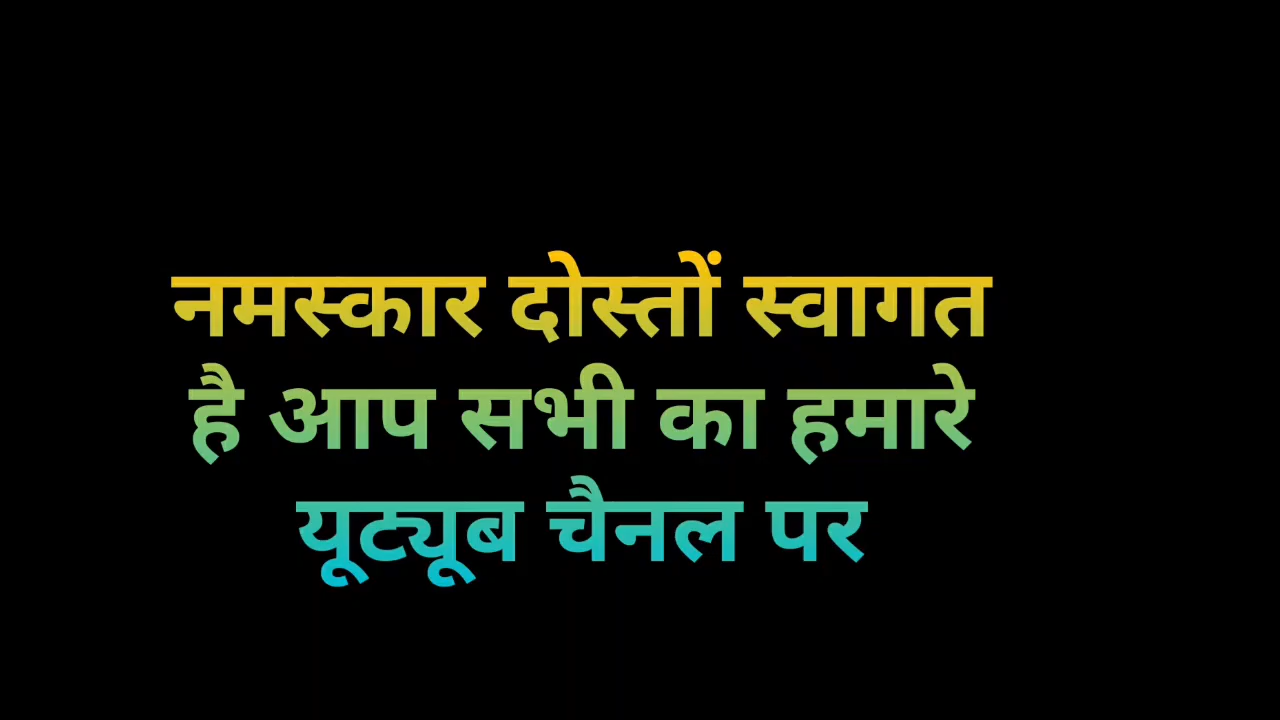 नमस्कार दोस्तों स्वागत
है आप सभी का हमारे
यूट्यूब चैनल पर